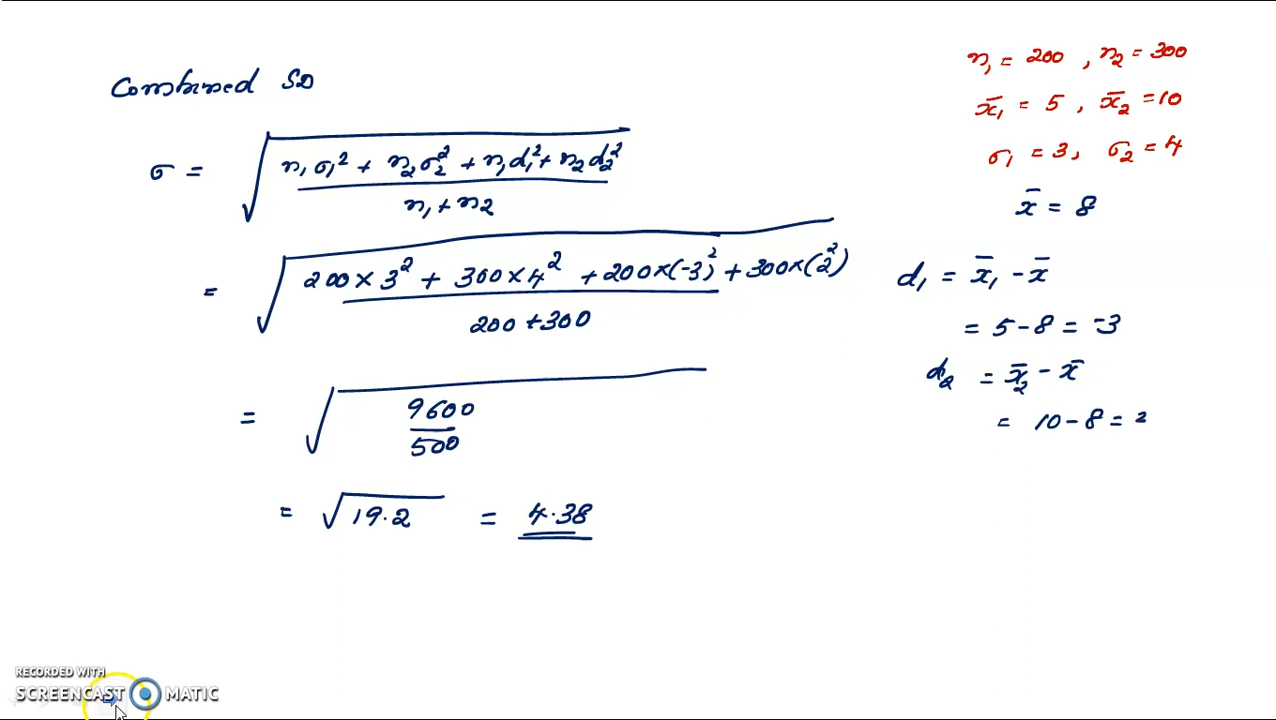 Combined SD
σ = √((n₁σ₁² + n₂σ₂² + n₁d₁² + n₂d₂²) / (n₁ + n₂))
= √((200 × 3² + 300 × 4² + 200 × (-3)² + 300 × (2²)) / (200 + 300))
= √(9600 / 500)
= √19.2 = 4.38
n₁ = 200 , n₂ = 300
x̄₁ = 5 , x̄₂ = 10
σ₁ = 3 , σ₂ = 4
x̄ = 8
d₁ = x̄₁ - x̄
= 5 - 8 = -3
d₂ = x̄₂ - x̄
= 10 - 8 = 2
RECORDED WITH
SCREENCAST MATIC